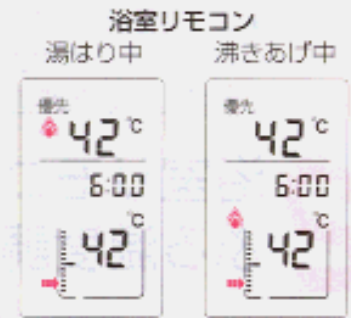 浴室リモコン
湯はり中 沸きあげ中
優先 優先
42℃ 42℃
6:00 6:00
℃ ℃
42 42